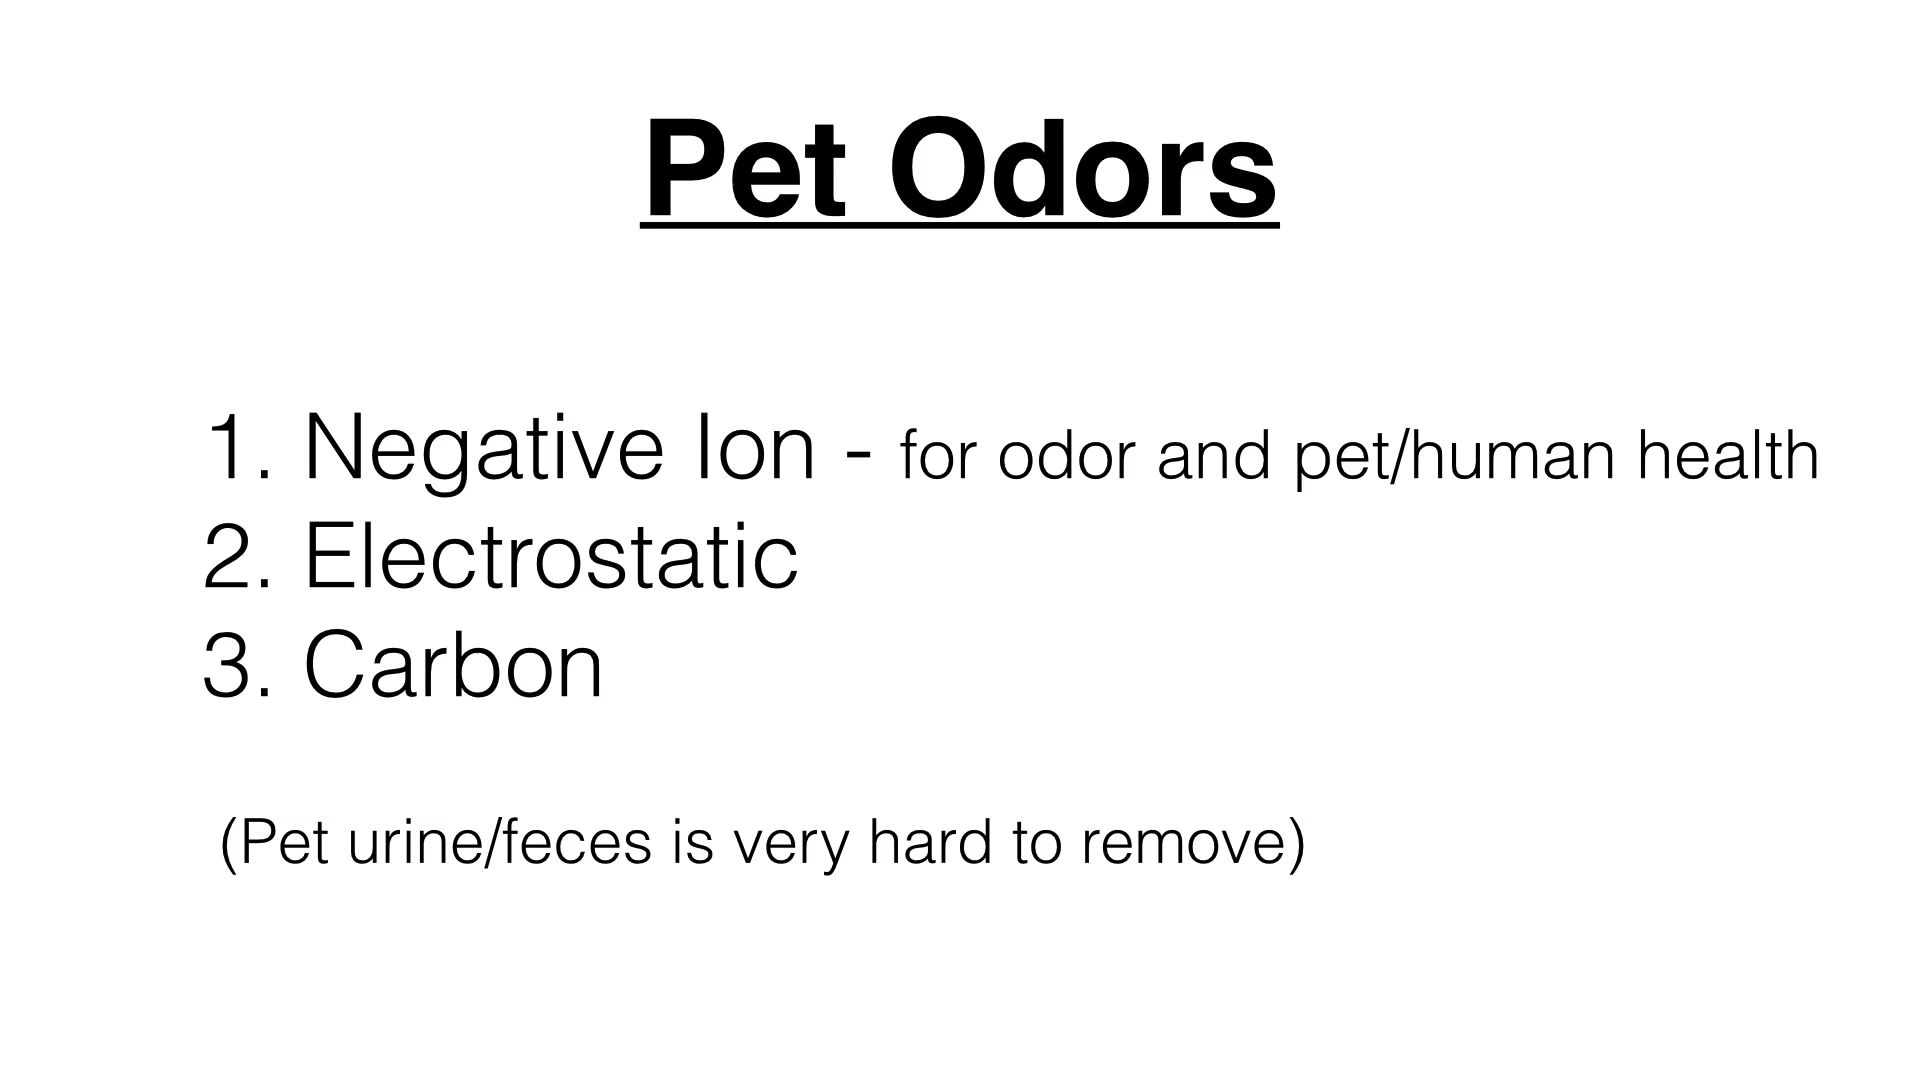 Pet Odors
1. Negative Ion - for odor and pet/human health
2. Electrostatic
3. Carbon
(Pet urine/feces is very hard to remove)